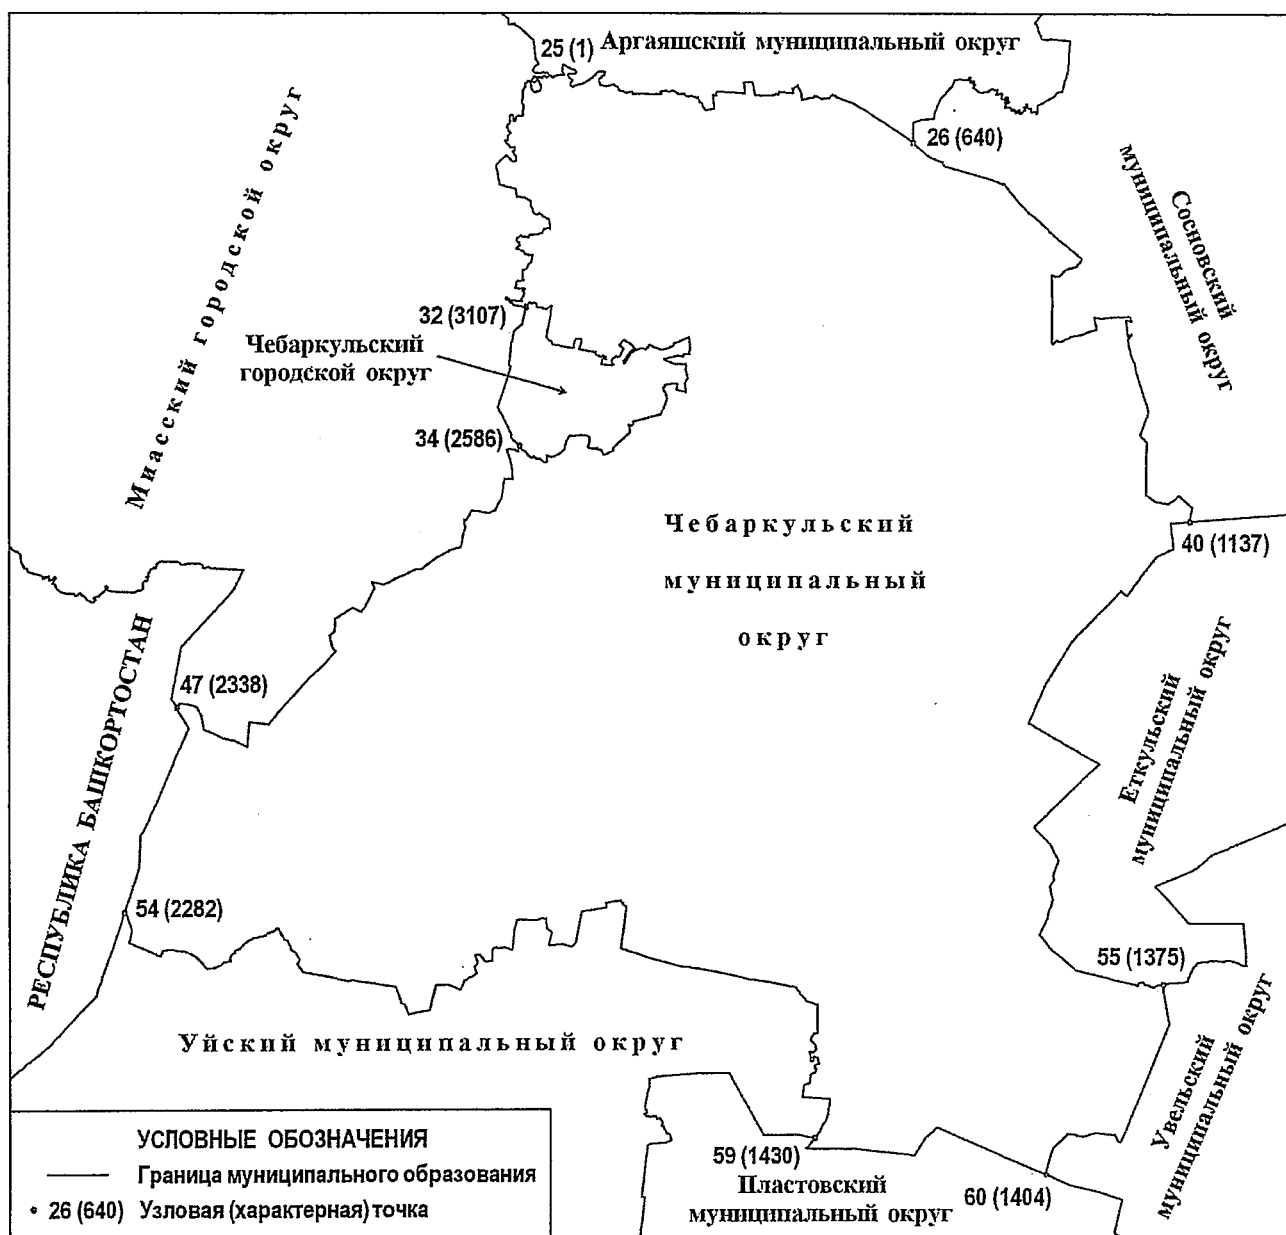 25 (1)
Аргаяшский муниципальный округ
26 (640)
Миасский городской округ
Сосновский
муниципальный округ
32 (3107)
Чебаркульский
городской округ
34 (2586)
Чебаркульский
муниципальный
округ
40 (1137)
РЕСПУБЛИКА БАШКОРТОСТАН
47 (2338)
Еткульский
муниципальный округ
54 (2282)
55 (1375)
Уйский муниципальный округ
Увельский
муниципальный округ
59 (1430)
Пластовский
муниципальный округ
60 (1404)
УСЛОВНЫЕ ОБОЗНАЧЕНИЯ
Граница муниципального образования
26 (640) Узловая (характерная) точка